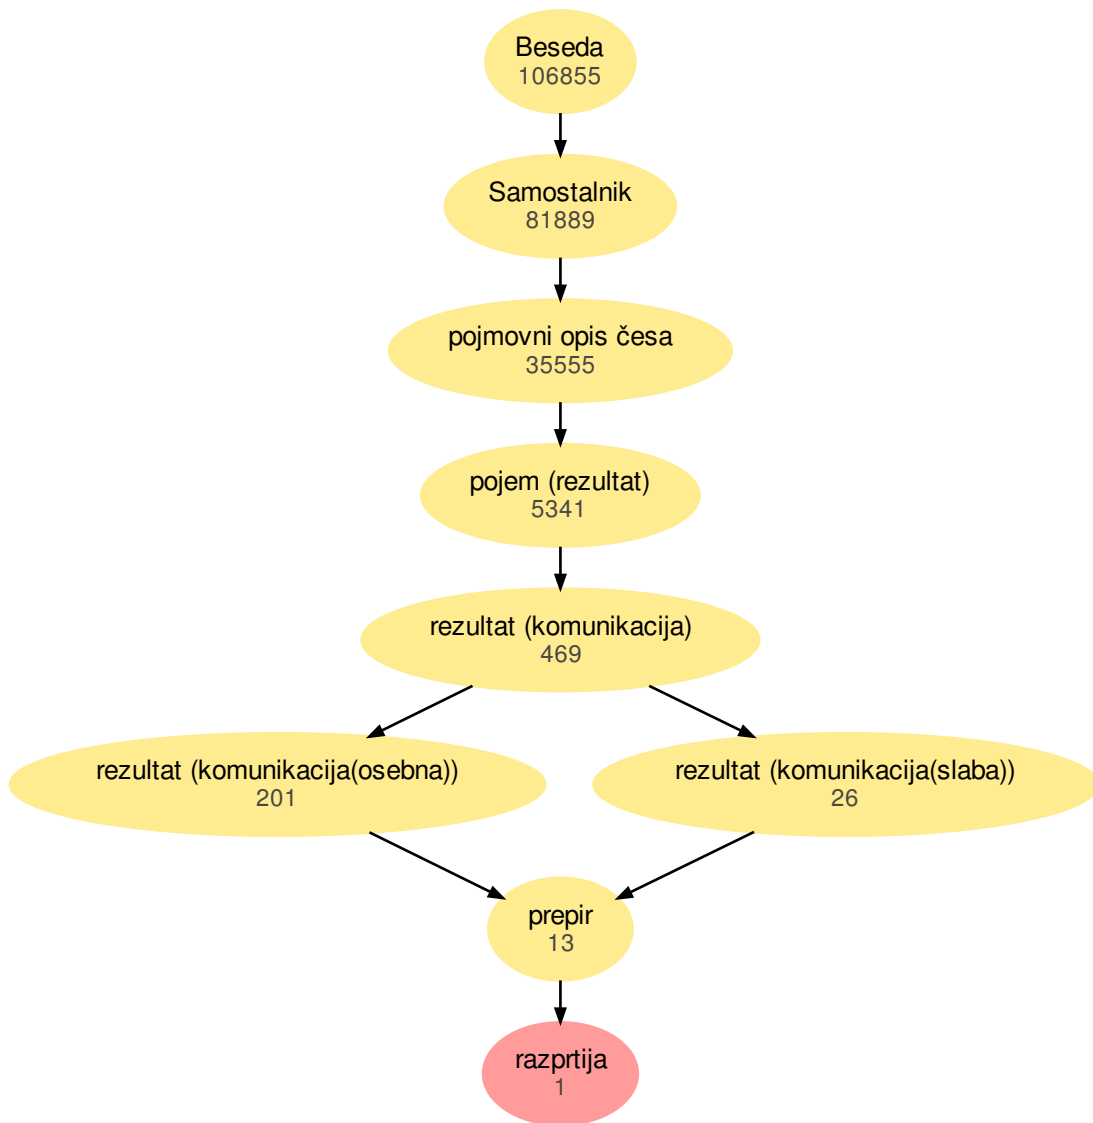 Beseda
106855
Samostalnik
81889
pojmovni opis česa
35555
pojem (rezultat)
5341
rezultat (komunikacija)
469
rezultat (komunikacija(osebna))
201
rezultat (komunikacija(slaba))
26
prepir
13
razprtija
1